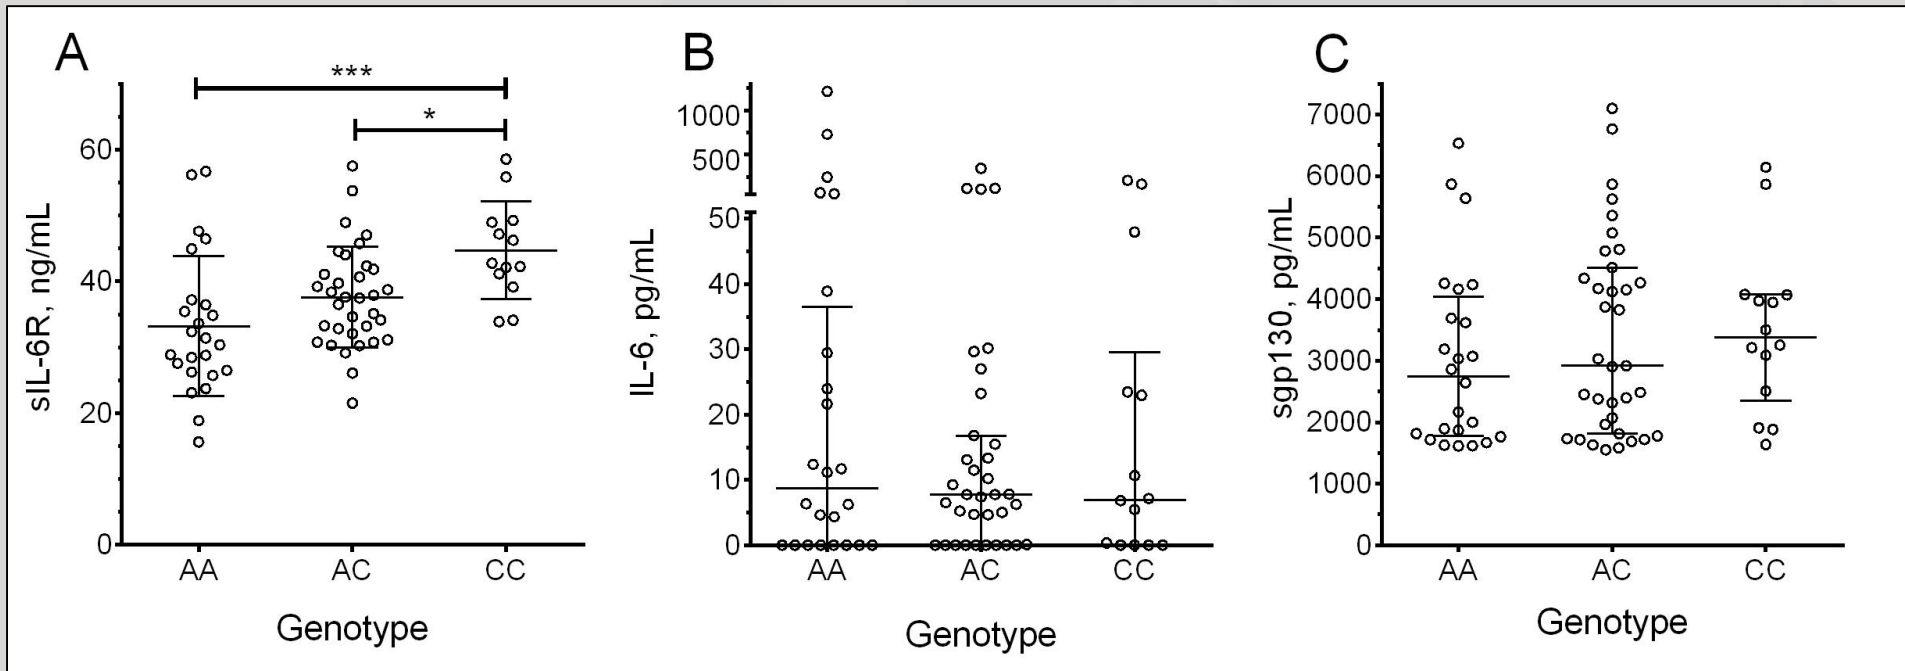 A
***
*
60
40
20
0
sIL-6R, ng/mL
AA AC CC
Genotype
B
1000
500
50
40
30
20
10
0
IL-6, pg/mL
AA AC CC
Genotype
C
7000
6000
5000
4000
3000
2000
1000
0
sgp130, pg/mL
AA AC CC
Genotype